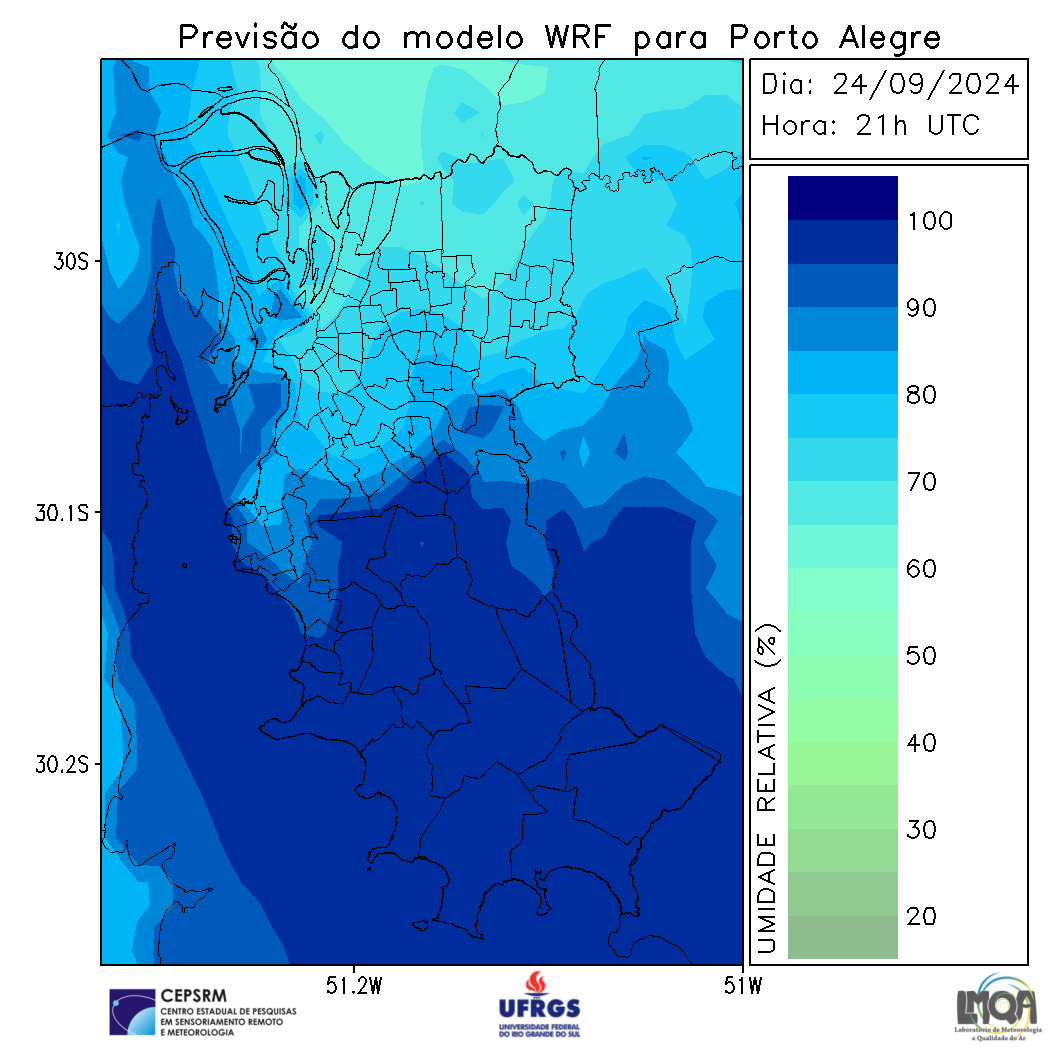 Previsão do modelo WRF para Porto Alegre
Dia: 24/09/2024
Hora: 21h UTC
100
90
80
70
60
50
40
30
20
UMIDADE RELATIVA (%)
30S
30.1S
30.2S
51.2W
51W
CEPSRM
CENTRO ESTADUAL DE PESQUISAS
EM SENSORIAMENTO REMOTO
E METEOROLOGIA
UFRGS
UNIVERSIDADE FEDERAL
DO RIO GRANDE DO SUL
LMQA
Laboratório de Meteorologia
e Qualidade do Ar